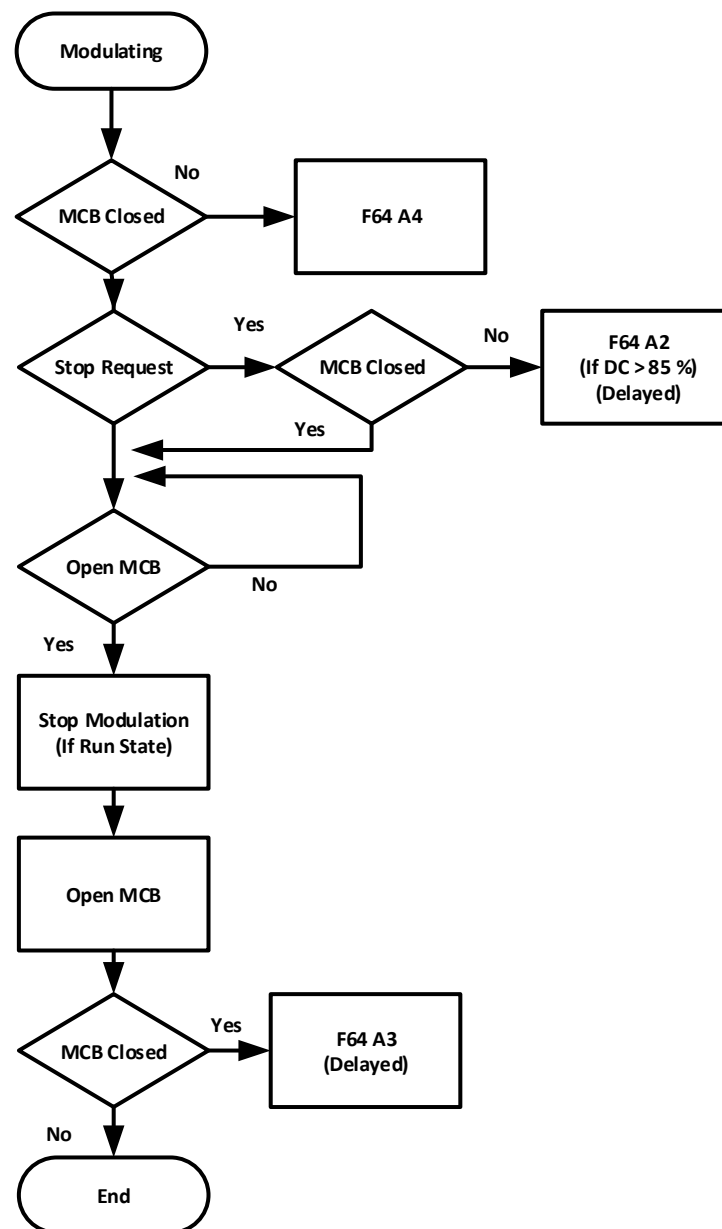 Modulating
No
MCB Closed
F64 A4
Yes
No
Stop Request
MCB Closed
F64 A2
(If DC > 85 %)
(Delayed)
Yes
Open MCB
No
Yes
Stop Modulation
(If Run State)
Open MCB
Yes
MCB Closed
F64 A3
(Delayed)
No
End